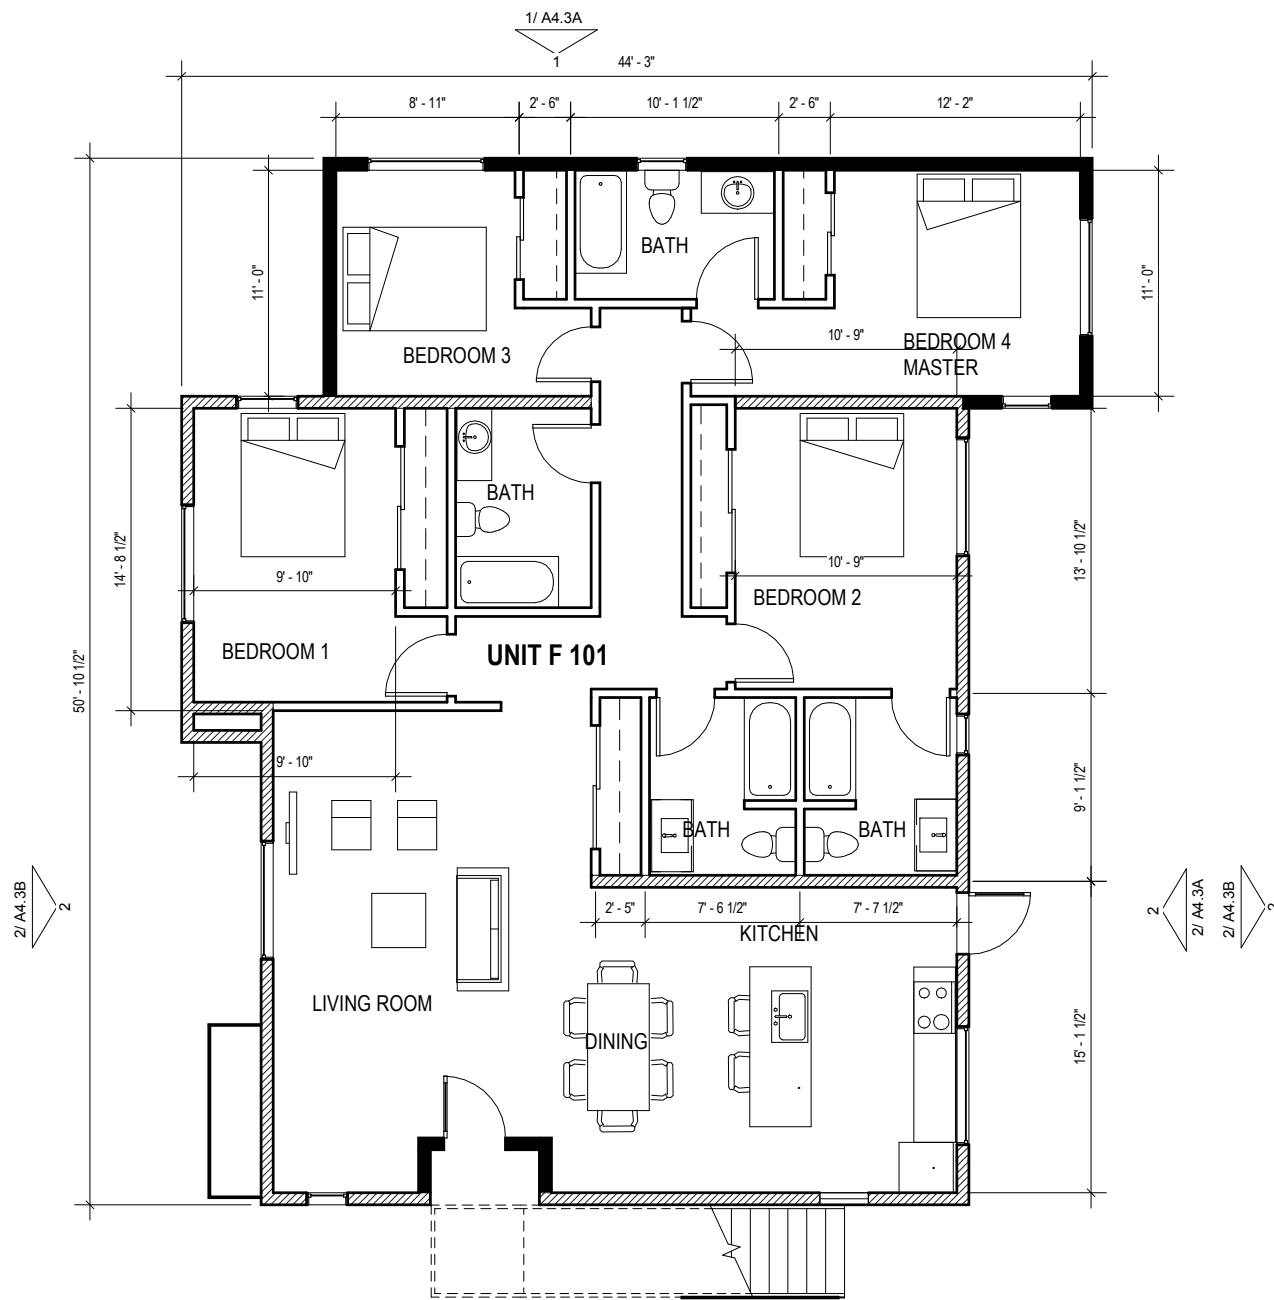 1/ A4.3A
1
44' - 3"
8' - 11"
2' - 6"
10' - 1 1/2"
2' - 6"
12' - 2"
11' - 0"
11' - 0"
BATH
BEDROOM 3
10' - 9"
BEDROOM 4
MASTER
14' - 8 1/2"
BATH
9' - 10"
10' - 9"
13' - 10 1/2"
BEDROOM 2
BEDROOM 1
UNIT F 101
50' - 10 1/2"
9' - 10"
9' - 1 1/2"
BATH
BATH
2/ A4.3B
2
2' - 5"
7' - 6 1/2"
7' - 7 1/2"
2
2/ A4.3A
2/ A4.3B
2
KITCHEN
LIVING ROOM
DINING
15' - 1 1/2"